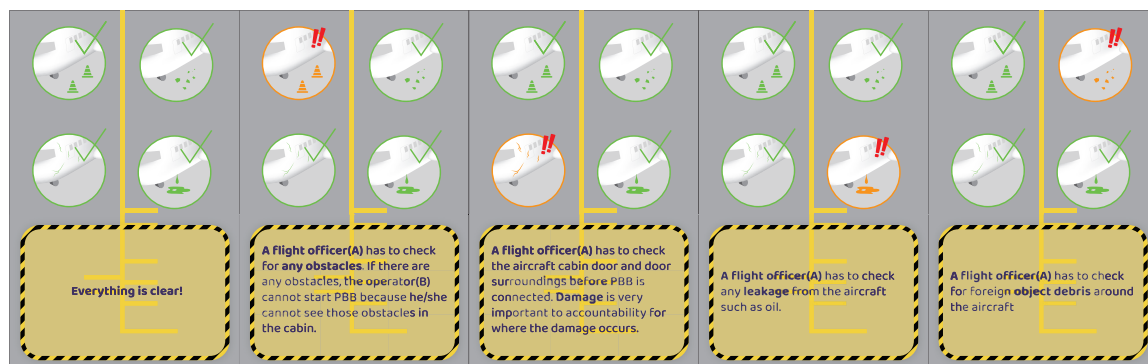 !!
!!
!!
!!
Everything is clear!
A flight officer(A) has to check
for any obstacles. If there are
any obstacles, the operator(B)
cannot start PBB because he/she
cannot see those obstacles in
the cabin.
A flight officer(A) has to check
the aircraft cabin door and door
surroundings before PBB is
connected. Damage is very
important to accountability for
where the damage occurs.
A flight officer(A) has to check
any leakage from the aircraft
such as oil.
A flight officer(A) has to check
for foreign object debris around
the aircraft